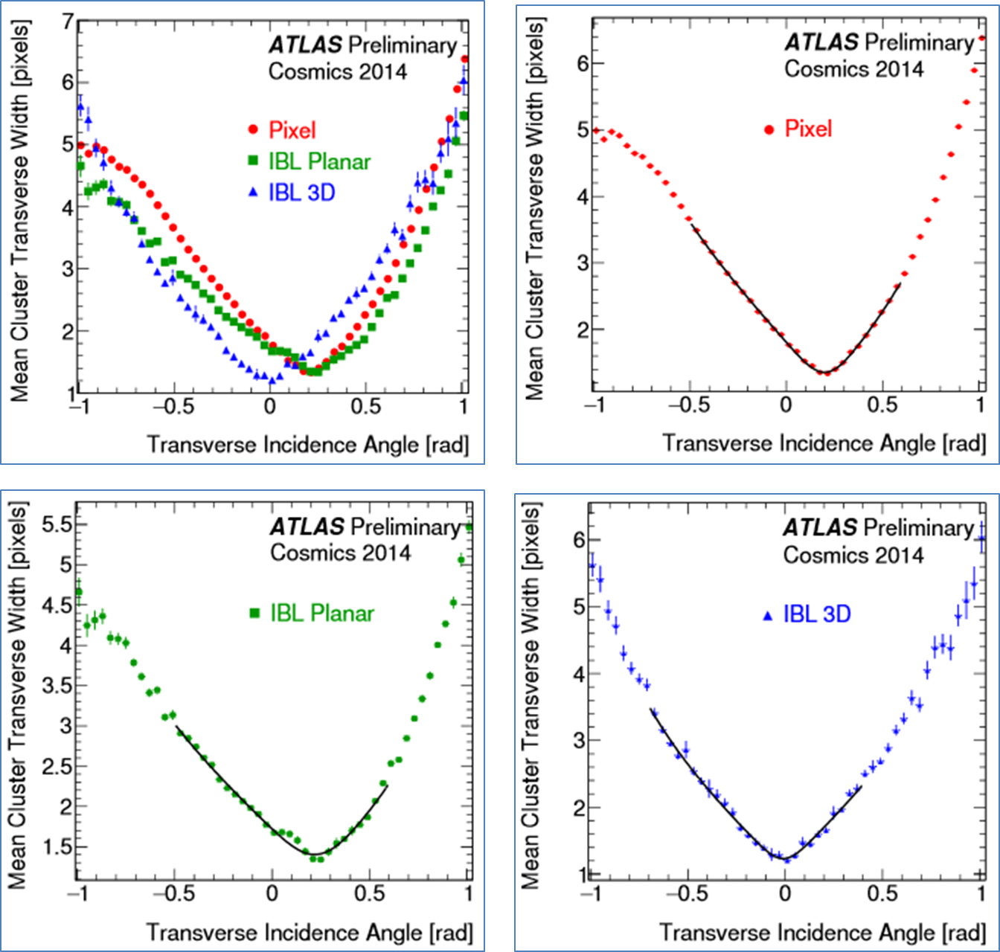 Mean Cluster Transverse Width [pixels]
7
6
5
4
3
2
1
ATLAS Preliminary
Cosmics 2014
Pixel
IBL Planar
IBL 3D
−1 −0.5 0 0.5 1
Transverse Incidence Angle [rad]
Mean Cluster Transverse Width [pixels]
6
5
4
3
2
ATLAS Preliminary
Cosmics 2014
Pixel
−1 −0.5 0 0.5 1
Transverse Incidence Angle [rad]
Mean Cluster Transverse Width [pixels]
5.5
5
4.5
4
3.5
3
2.5
2
1.5
ATLAS Preliminary
Cosmics 2014
IBL Planar
−1 −0.5 0 0.5 1
Transverse Incidence Angle [rad]
Mean Cluster Transverse Width [pixels]
6
5
4
3
2
1
ATLAS Preliminary
Cosmics 2014
IBL 3D
−1 −0.5 0 0.5 1
Transverse Incidence Angle [rad]